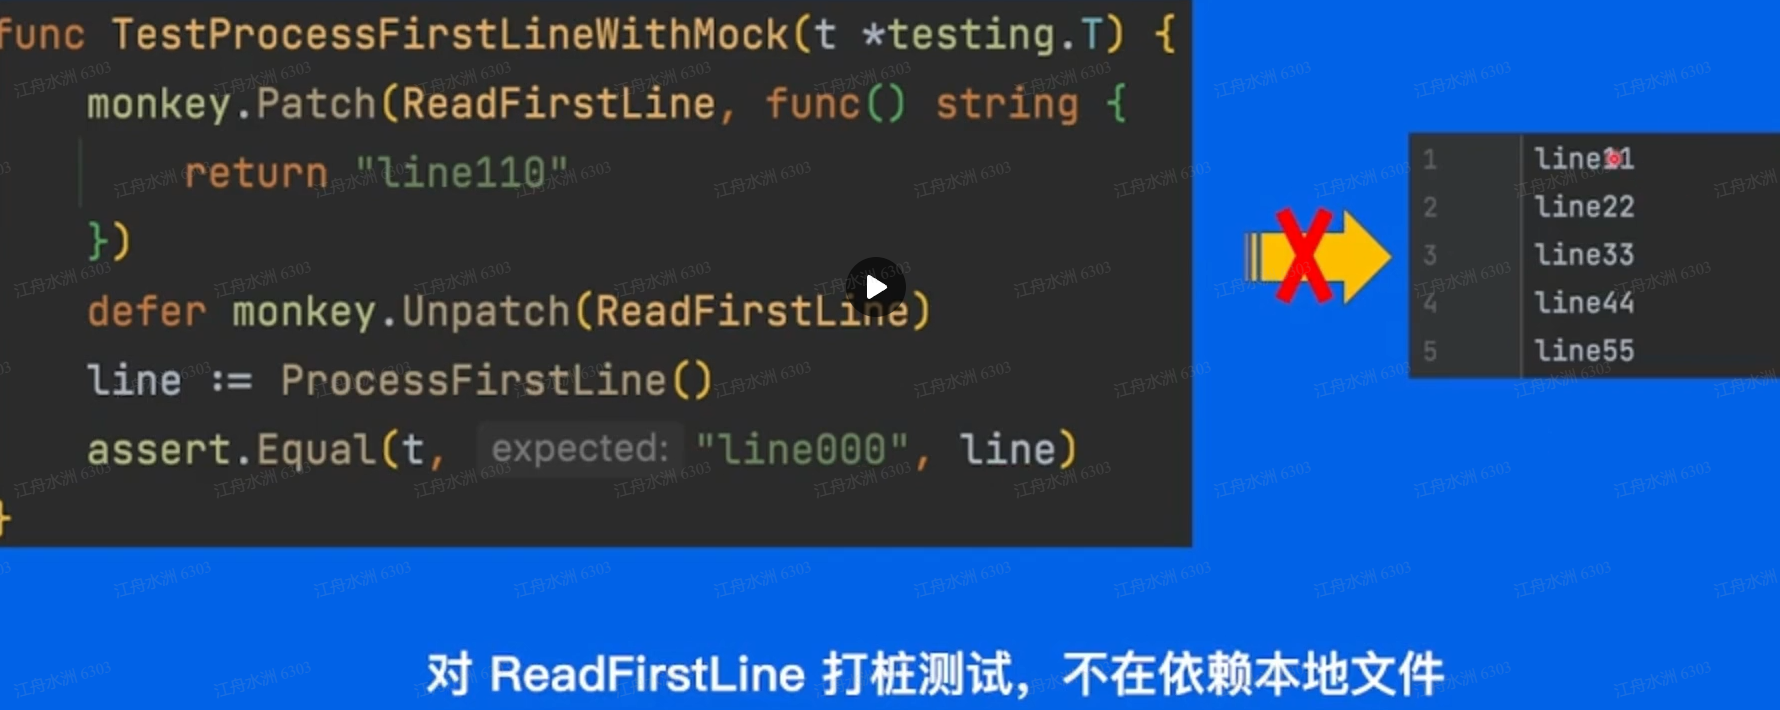 func TestProcessFirstLineWithMock(t *testing.T) {
monkey.Patch(ReadFirstLine, func() string {
return "line110"
})
defer monkey.Unpatch(ReadFirstLine)
line := ProcessFirstLine()
assert.Equal(t, expected: "line000", line)
}
1 line11
2 line22
3 line33
4 line44
5 line55
对 ReadFirstLine 打桩测试，不在依赖本地文件
江舟水洲 6303